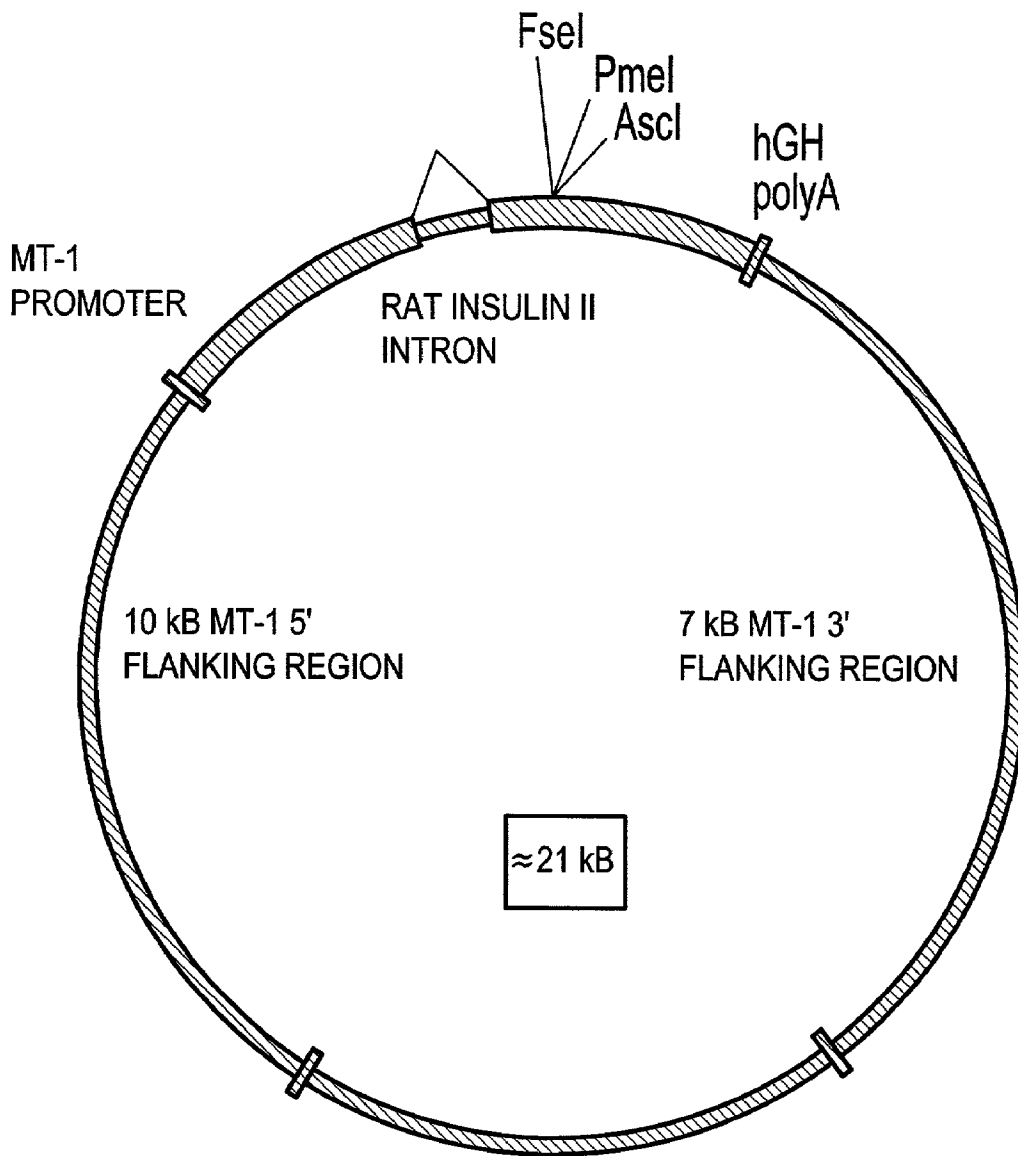 FseI
PmeI
AscI
hGH
polyA
MT-1
PROMOTER
RAT INSULIN II
INTRON
10 kB MT-1 5'
FLANKING REGION
7 kB MT-1 3'
FLANKING REGION
≈21 kB